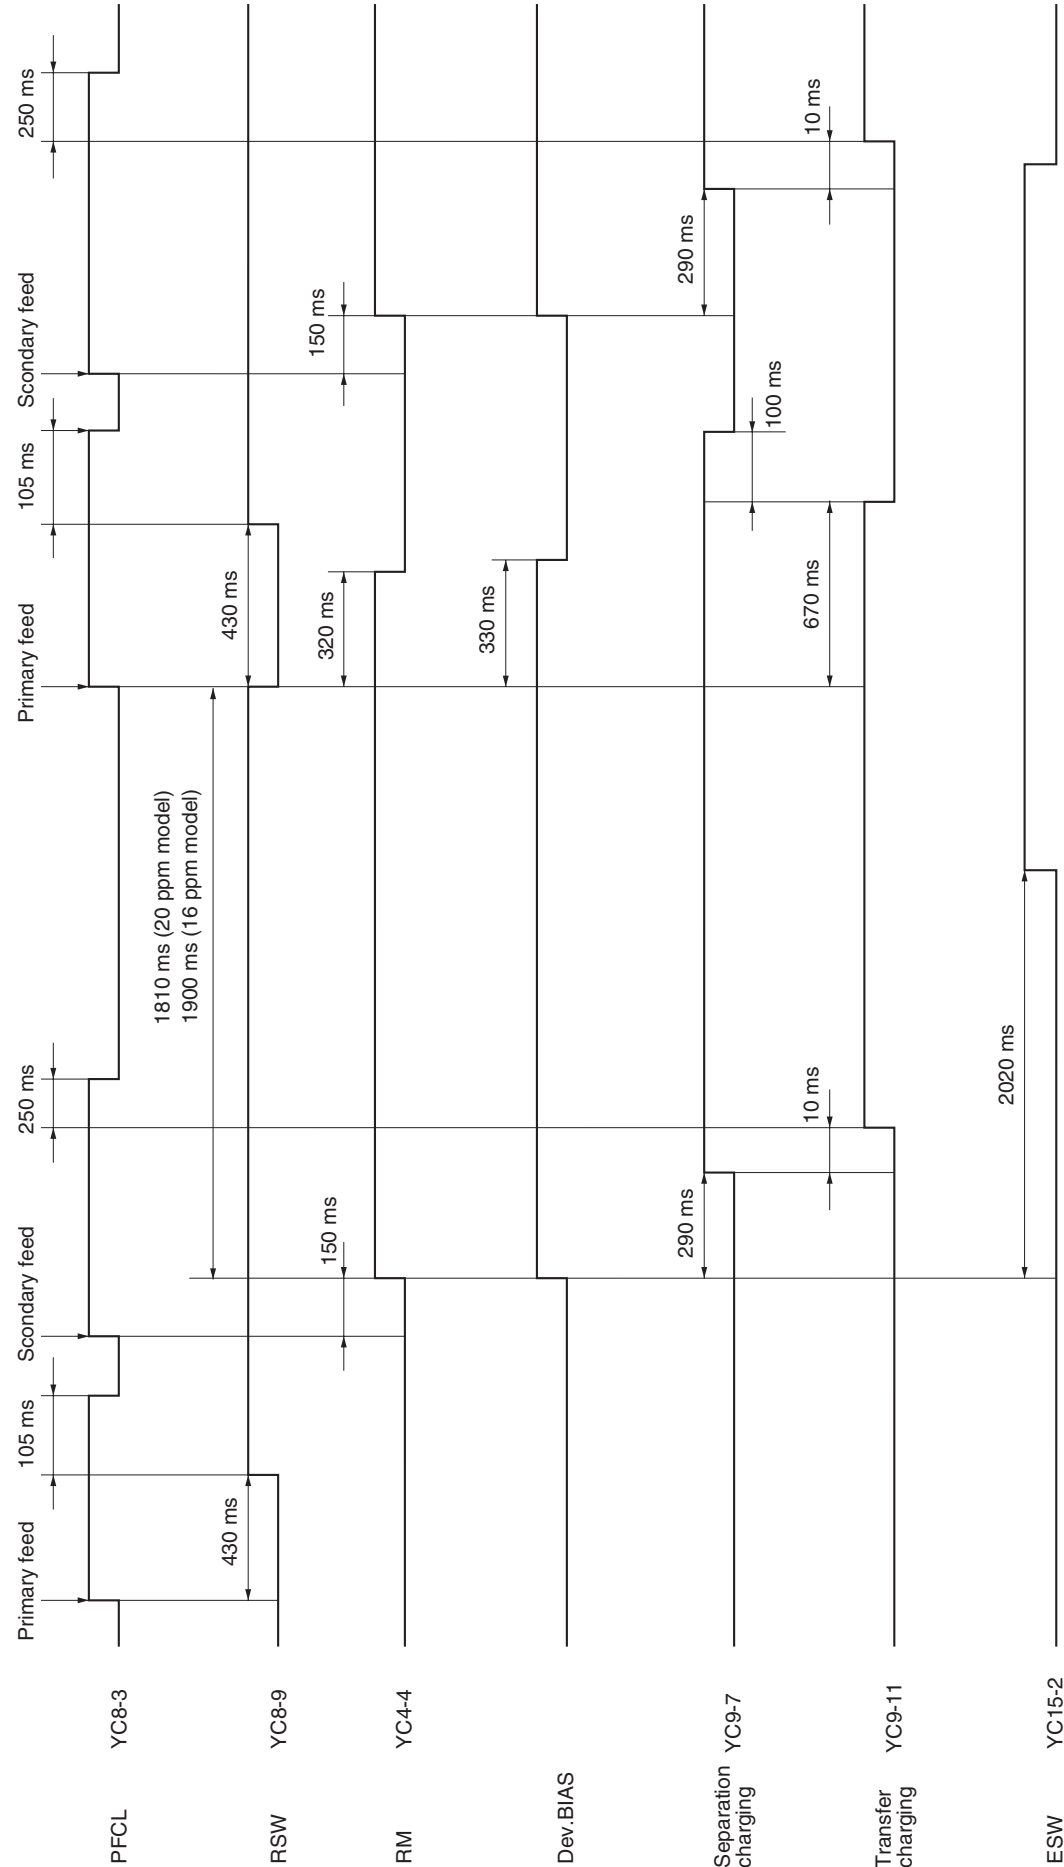 Primary feed
105 ms
Scondary feed
250 ms
Primary feed
105 ms
Scondary feed
250 ms
PFCL
YC8-3
1810 ms (20 ppm model)
1900 ms (16 ppm model)
RSW
YC8-9
430 ms
430 ms
RM
YC4-4
150 ms
320 ms
150 ms
Dev.BIAS
330 ms
Separation
charging
YC9-7
290 ms
100 ms
290 ms
Transfer
charging
YC9-11
10 ms
670 ms
10 ms
ESW
YC15-2
2020 ms